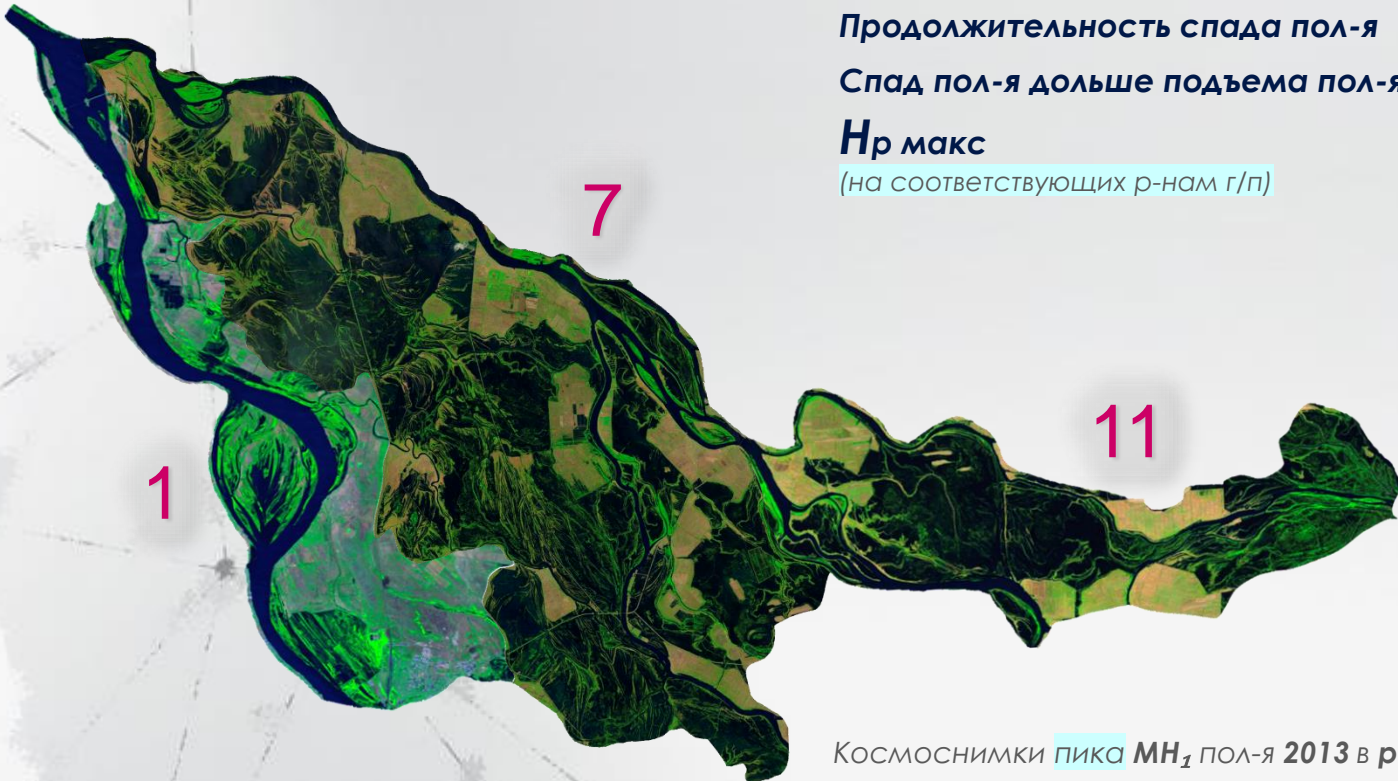 Продолжительность спада пол-я
Спад пол-я дольше подъема пол-я
Hр макс
(на соответствующих р-нам г/п)
7
11
1
Космоснимки пика МН₁ пол-я 2013 в р